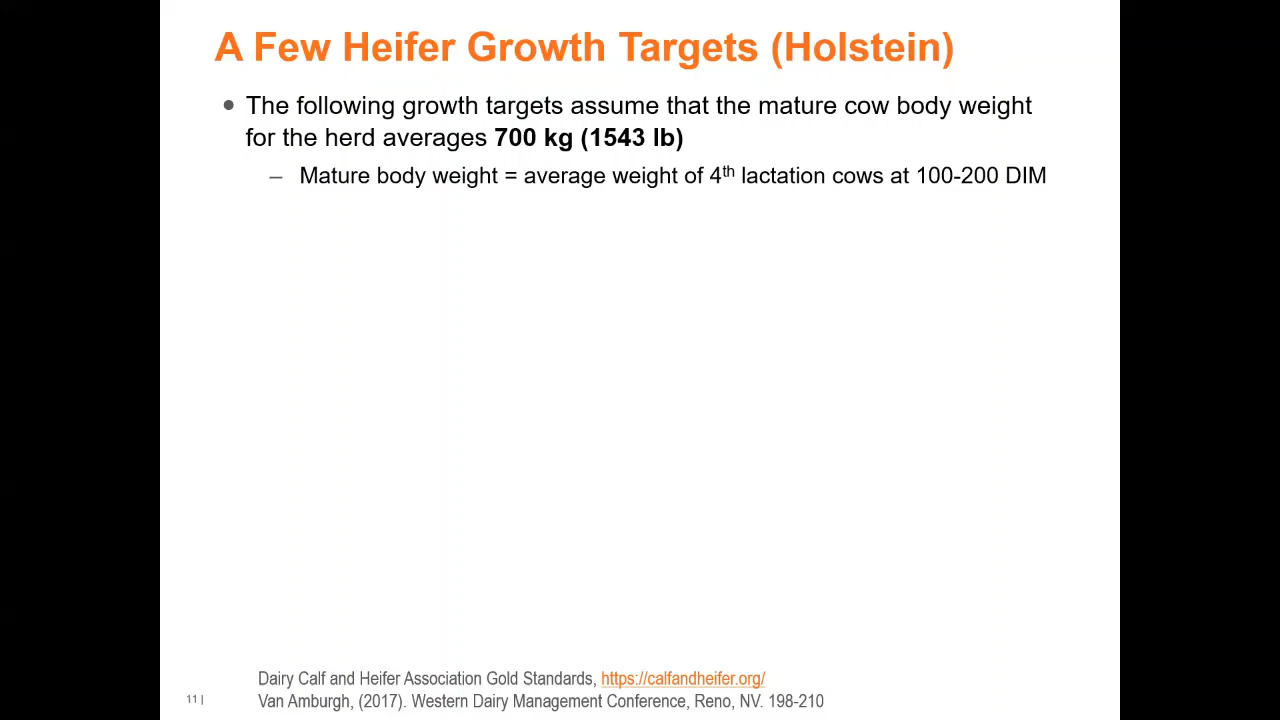 A Few Heifer Growth Targets (Holstein)
• The following growth targets assume that the mature cow body weight
for the herd averages 700 kg (1543 lb)
– Mature body weight = average weight of 4th lactation cows at 100-200 DIM
Dairy Calf and Heifer Association Gold Standards, https://calfandheifer.org/
11 |
Van Amburgh, (2017). Western Dairy Management Conference, Reno, NV. 198-210